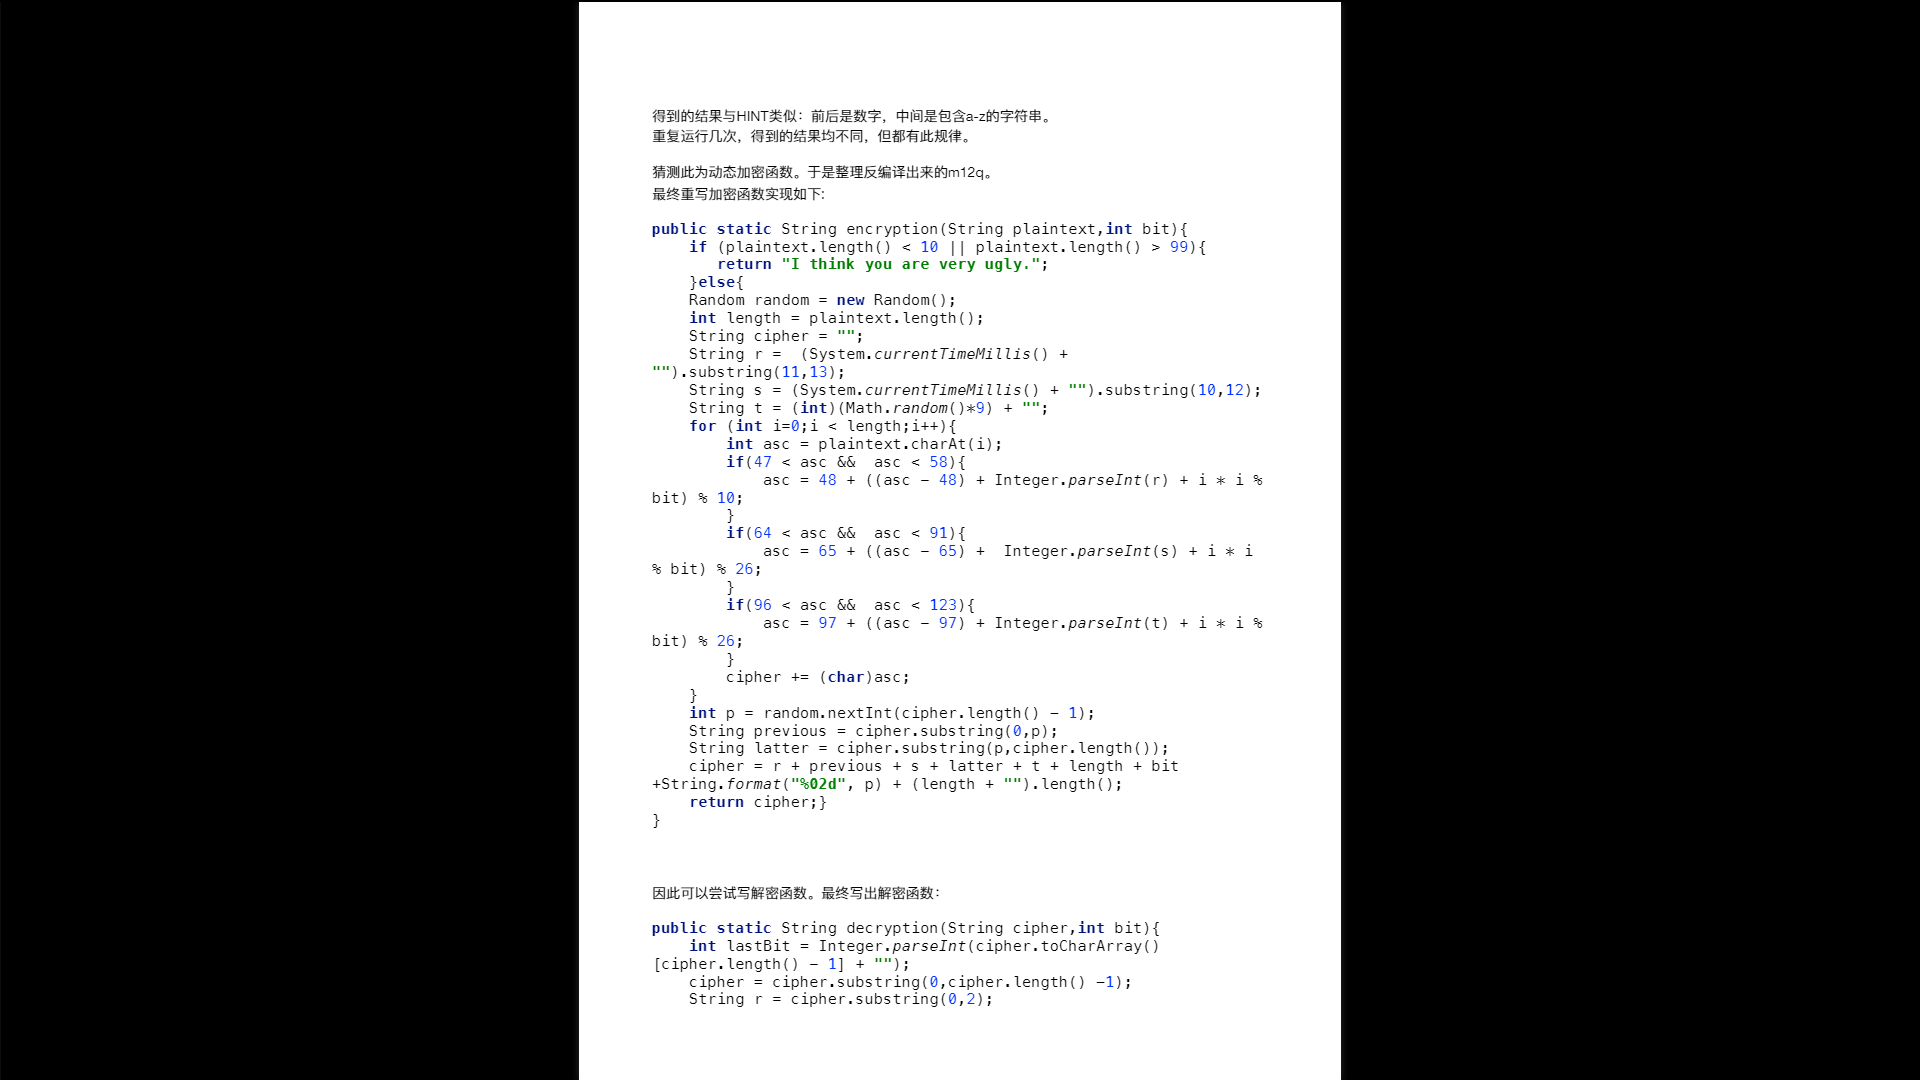 得到的结果与HINT类似：前后是数字，中间是包含a-z的字符串。
重复运行几次，得到的结果均不同，但都有此规律。
猜测此为动态加密函数。于是整理反编译出来的m12q。
最终重写加密函数实现如下:
public static String encryption(String plaintext,int bit){
    if (plaintext.length() < 10 || plaintext.length() > 99){
       return "I think you are very ugly.";
    }else{
    Random random = new Random();
    int length = plaintext.length();
    String cipher = "";
    String r =  (System.currentTimeMillis() +
"").substring(11,13);
    String s = (System.currentTimeMillis() + "").substring(10,12);
    String t = (int)(Math.random()*9) + "";
    for (int i=0;i < length;i++){
        int asc = plaintext.charAt(i);
        if(47 < asc &&  asc < 58){
            asc = 48 + ((asc - 48) + Integer.parseInt(r) + i * i %
bit) % 10;
        }
        if(64 < asc &&  asc < 91){
            asc = 65 + ((asc - 65) +  Integer.parseInt(s) + i * i
% bit) % 26;
        }
        if(96 < asc &&  asc < 123){
            asc = 97 + ((asc - 97) + Integer.parseInt(t) + i * i %
bit) % 26;
        }
        cipher += (char)asc;
    }
    int p = random.nextInt(cipher.length() - 1);
    String previous = cipher.substring(0,p);
    String latter = cipher.substring(p,cipher.length());
    cipher = r + previous + s + latter + t + length + bit
+String.format("%02d", p) + (length + "").length();
    return cipher;}
}
因此可以尝试写解密函数。最终写出解密函数：
public static String decryption(String cipher,int bit){
    int lastBit = Integer.parseInt(cipher.toCharArray()
[cipher.length() - 1] + "");
    cipher = cipher.substring(0,cipher.length() -1);
    String r = cipher.substring(0,2);